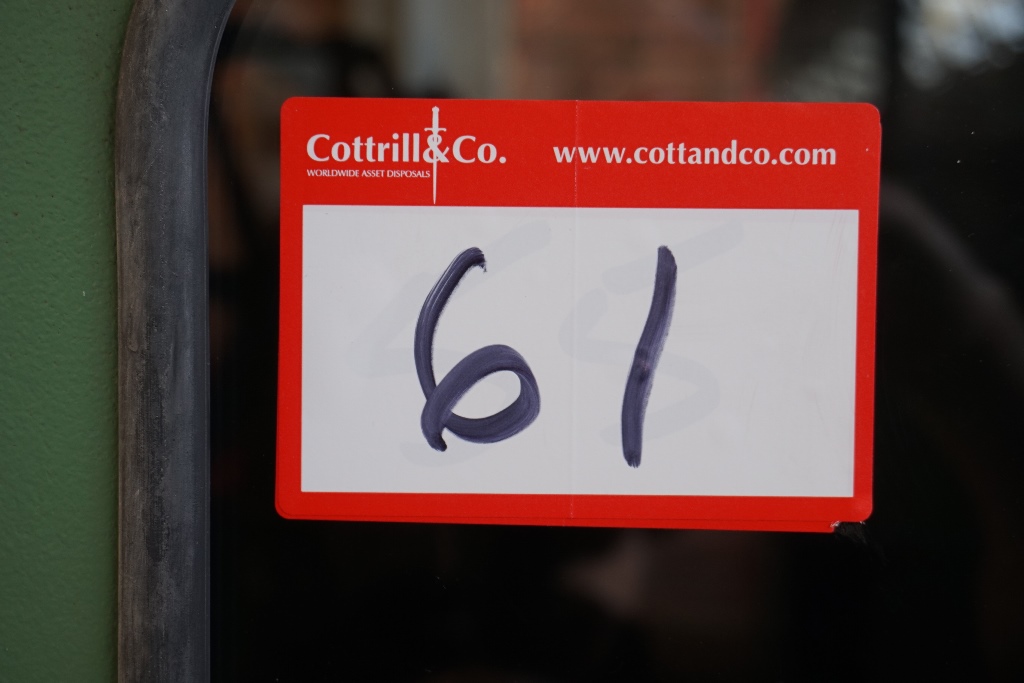 Cottrill&Co. www.cottandco.com
WORLDWIDE ASSET DISPOSALS
61